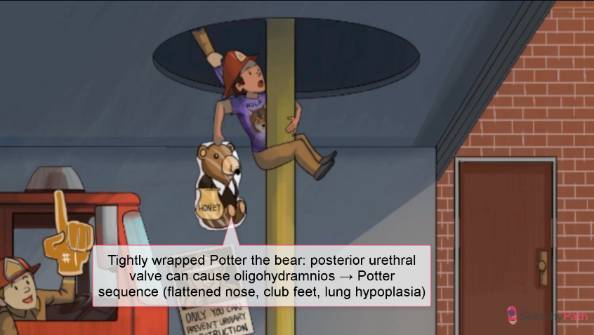 HONEY
#1
Tightly wrapped Potter the bear: posterior urethral
valve can cause oligohydramnios → Potter
sequence (flattened nose, club feet, lung hypoplasia)
ONLY YOU CAN
PREVENT URINARY
OBSTRUCTION